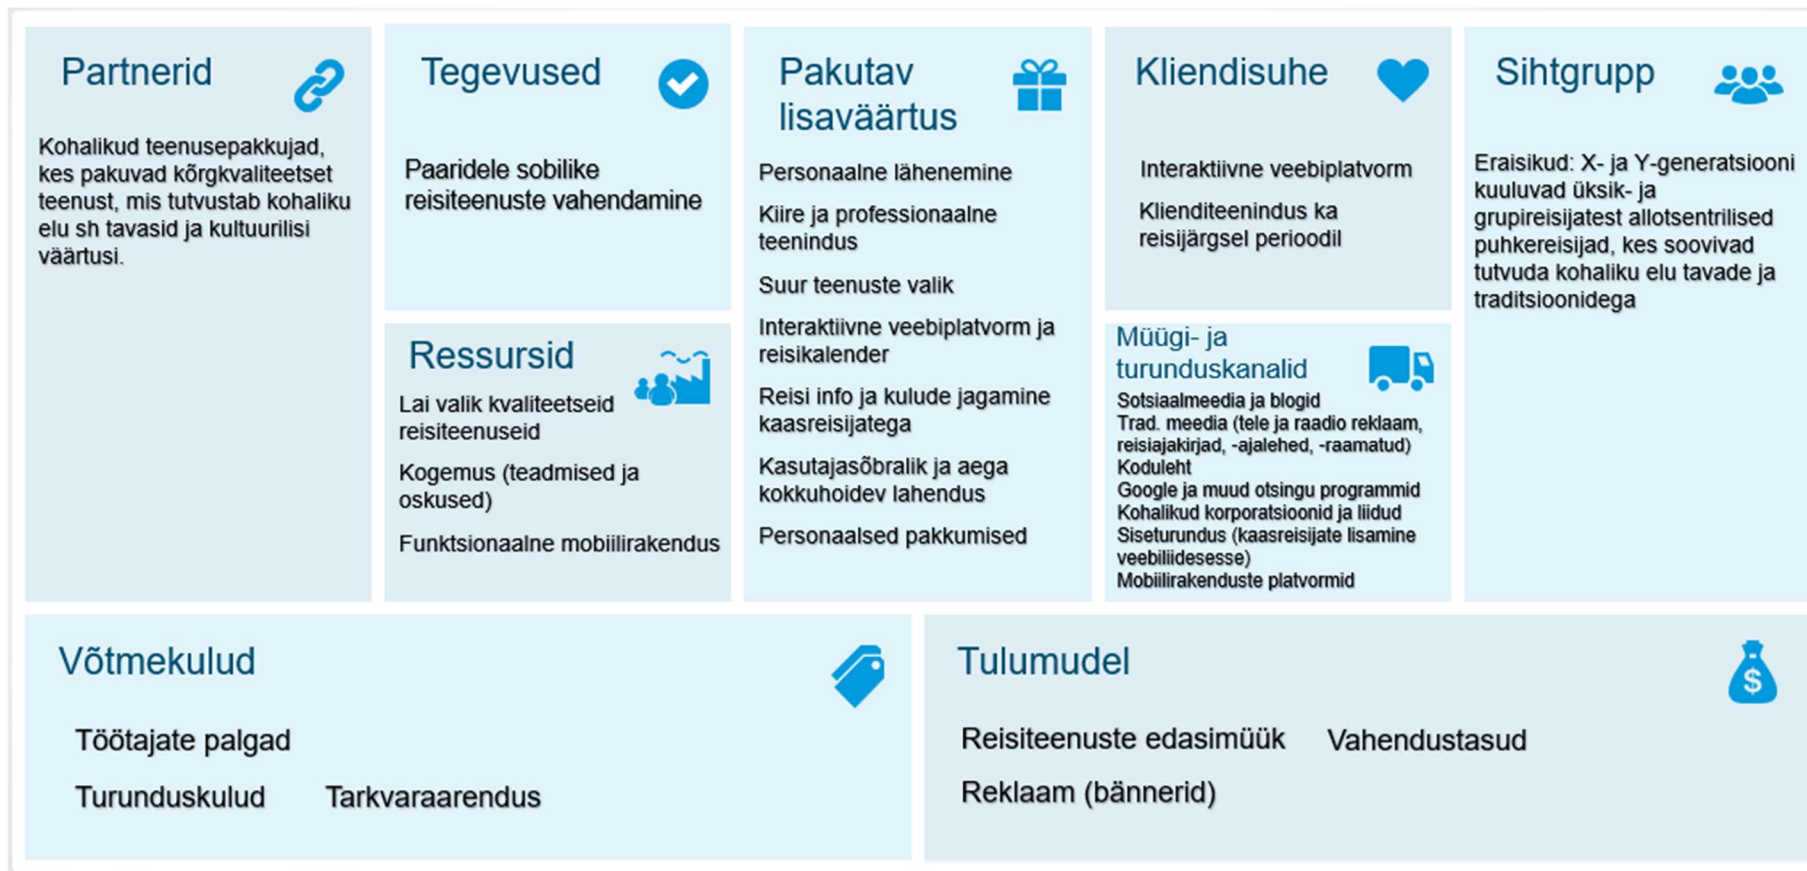 Partnerid
Kohalikud teenusepakkujad,
kes pakuvad kõrgkvaliteetset
teenust, mis tutvustab kohaliku
elu sh tavasid ja kultuurilisi
väärtusi.
Tegevused
Paaridele sobilike
reisiteenuste vahendamine
Ressursid
Lai valik kvaliteetseid
reisiteenuseid
Kogemus (teadmised ja
oskused)
Funktsionaalne mobiilirakendus
Pakutav
lisaväärtus
Personaalne lähenemine
Kiire ja professionaalne
teenindus
Suur teenuste valik
Interaktiivne veebiplatvorm ja
reisikalender
Reisi info ja kulude jagamine
kaasreisijatega
Kasutajasõbralik ja aega
kokkuhoidev lahendus
Personaalsed pakkumised
Kliendisuhe
Interaktiivne veebiplatvorm
Klienditeenindus ka
reisijärgsel perioodil
Müügi- ja
turunduskanalid
Sotsiaalmeedia ja blogid
Trad. meedia (tele ja raadio reklaam,
reisiajakirjad, -ajalehed, -raamatud)
Koduleht
Google ja muud otsingu programmid
Kohalikud korporatsioonid ja liidud
Siseturundus (kaasreisijate lisamine
veebiliidesesse)
Mobiilirakenduste platvormid
Sihtgrupp
Eraisikud: X- ja Y-generatsiooni
kuuluvad üksik- ja
grupireisijatest allotsentrilised
puhkereisijad, kes soovivad
tutvuda kohaliku elu tavade ja
traditsioonidega
Võtmekulud
Töötajate palgad
Turunduskulud Tarkvaraarendus
Tulumudel
Reisiteenuste edasimüük Vahendustasud
Reklaam (bännerid)
$